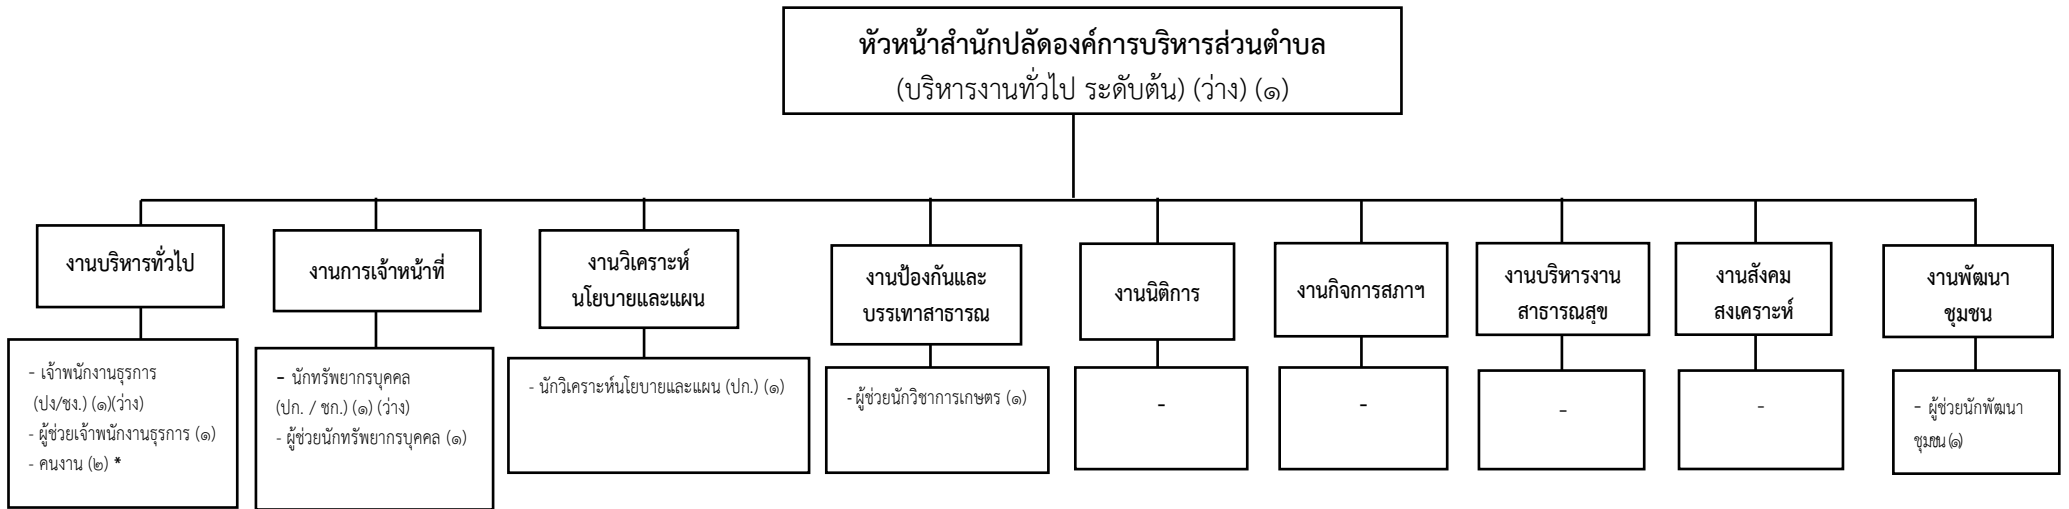 หัวหน้าสำนักปลัดองค์การบริหารส่วนตำบล
(บริหารงานทั่วไป ระดับต้น) (ว่าง) (๑)
งานบริหารทั่วไป
งานการเจ้าหน้าที่
งานวิเคราะห์
นโยบายและแผน
งานป้องกันและ
บรรเทาสาธารณ
งานนิติการ
งานกิจการสภาฯ
งานบริหารงาน
สาธารณสุข
งานสังคม
สงเคราะห์
งานพัฒนา
ชุมชน
- เจ้าพนักงานธุรการ
(ปง/ชง.) (๑)(ว่าง)
- ผู้ช่วยเจ้าพนักงานธุรการ (๑)
- คนงาน (๒) *
- นักทรัพยากรบุคคล
(ปก. / ชก.) (๑) (ว่าง)
- ผู้ช่วยนักทรัพยากรบุคคล (๑)
- นักวิเคราะห์นโยบายและแผน (ปก.) (๑)
- ผู้ช่วยนักวิชาการเกษตร (๑)
-
-
-
-
- ผู้ช่วยนักพัฒนา
ชุมชน (๑)